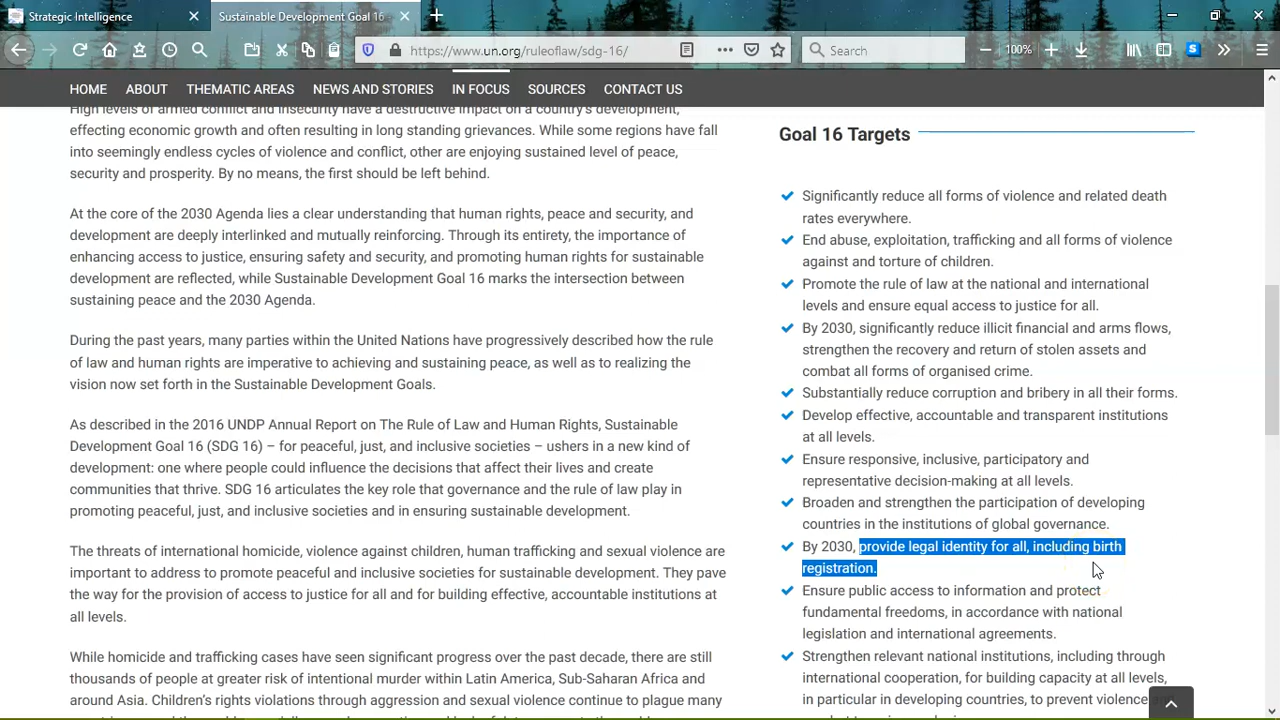 Strategic Intelligence
Sustainable Development Goal 16
https://www.un.org/ruleoflaw/sdg-16/
Search
100%
HOME ABOUT THEMATIC AREAS NEWS AND STORIES IN FOCUS SOURCES CONTACT US
High levels of armed conflict and insecurity have a destructive impact on a country's development,
effecting economic growth and often resulting in long standing grievances. While some regions have fall
into seemingly endless cycles of violence and conflict, other are enjoying sustained level of peace,
security and prosperity. By no means, the first should be left behind.
At the core of the 2030 Agenda lies a clear understanding that human rights, peace and security, and
development are deeply interlinked and mutually reinforcing. Through its entirety, the importance of
enhancing access to justice, ensuring safety and security, and promoting human rights for sustainable
development are reflected, while Sustainable Development Goal 16 marks the intersection between
sustaining peace and the 2030 Agenda.
During the past years, many parties within the United Nations have progressively described how the rule
of law and human rights are imperative to achieving and sustaining peace, as well as to realizing the
vision now set forth in the Sustainable Development Goals.
As described in the 2016 UNDP Annual Report on The Rule of Law and Human Rights, Sustainable
Development Goal 16 (SDG 16) – for peaceful, just, and inclusive societies – ushers in a new kind of
development: one where people could influence the decisions that affect their lives and create
communities that thrive. SDG 16 articulates the key role that governance and the rule of law play in
promoting peaceful, just, and inclusive societies and in ensuring sustainable development.
The threats of international homicide, violence against children, human trafficking and sexual violence are
important to address to promote peaceful and inclusive societies for sustainable development. They pave
the way for the provision of access to justice for all and for building effective, accountable institutions at
all levels.
While homicide and trafficking cases have seen significant progress over the past decade, there are still
thousands of people at greater risk of intentional murder within Latin America, Sub-Saharan Africa and
around Asia. Children's rights violations through aggression and sexual violence continue to plague many
Goal 16 Targets
Significantly reduce all forms of violence and related death
rates everywhere.
End abuse, exploitation, trafficking and all forms of violence
against and torture of children.
Promote the rule of law at the national and international
levels and ensure equal access to justice for all.
By 2030, significantly reduce illicit financial and arms flows,
strengthen the recovery and return of stolen assets and
combat all forms of organised crime.
Substantially reduce corruption and bribery in all their forms.
Develop effective, accountable and transparent institutions
at all levels.
Ensure responsive, inclusive, participatory and
representative decision-making at all levels.
Broaden and strengthen the participation of developing
countries in the institutions of global governance.
By 2030, provide legal identity for all, including birth
registration.
Ensure public access to information and protect
fundamental freedoms, in accordance with national
legislation and international agreements.
Strengthen relevant national institutions, including through
international cooperation, for building capacity at all levels,
in particular in developing countries, to prevent violence